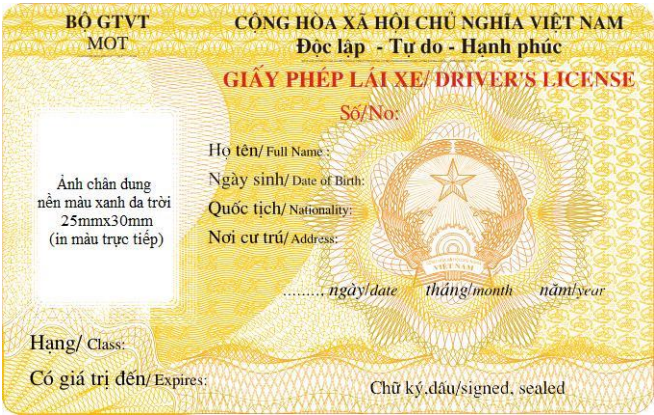 BỘ GTVT
MOT
CỘNG HÒA XÃ HỘI CHỦ NGHĨA VIỆT NAM
Độc lập - Tự do - Hạnh phúc
GIẤY PHÉP LÁI XE/ DRIVER'S LICENSE
Số/No:
Ảnh chân dung
nền màu xanh da trời
25mmx30mm
(in màu trực tiếp)
Họ tên/ Full Name :
Ngày sinh/ Date of Birth:
Quốc tịch/ Nationality:
Nơi cư trú/ Address:
VIỆT NAM
........, ngày/date tháng/month năm/year
Hạng/ Class:
Có giá trị đến/ Expires:
Chữ ký,dấu/signed, sealed